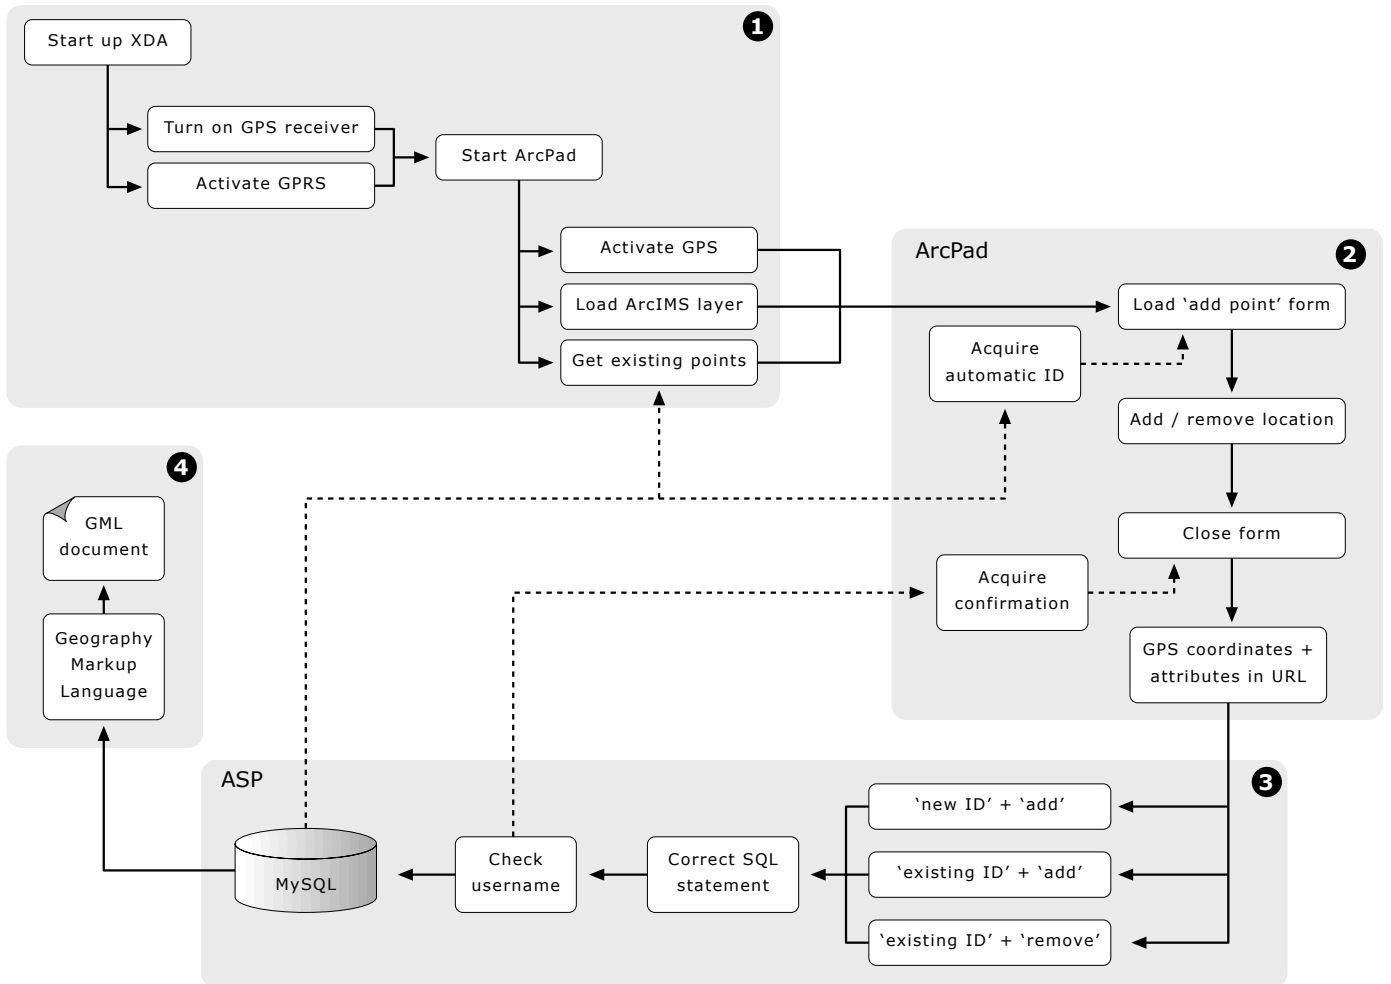 1
Start up XDA
Turn on GPS receiver
Activate GPRS
Start ArcPad
Activate GPS
Load ArcIMS layer
Get existing points
ArcPad
2
Load ‘add point’ form
Acquire
automatic ID
Add / remove location
Close form
Acquire
confirmation
GPS coordinates +
attributes in URL
ASP
3
‘new ID’ + ‘add’
‘existing ID’ + ‘add’
‘existing ID’ + ‘remove’
Correct SQL
statement
Check
username
MySQL
4
GML
document
Geography
Markup
Language